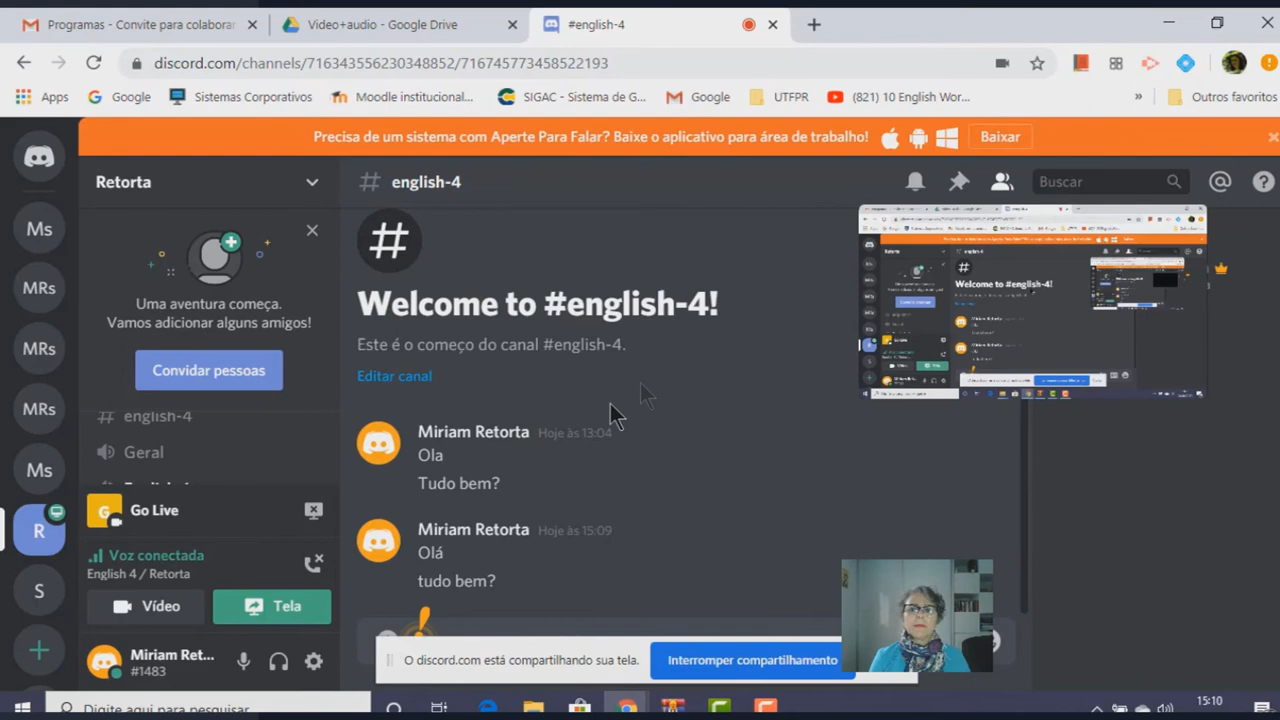 Programas - Convite para colaborar
Video+audio - Google Drive
#english-4
discord.com/channels/716343556230348852/716745773458522193
Apps
Google
Sistemas Corporativos
Moodle institucional...
SIGAC - Sistema de G...
Google
UTFPR
(821) 10 English Wor...
»
Outros favoritos
Precisa de um sistema com Aperte Para Falar? Baixe o aplicativo para área de trabalho!
Baixar
Retorta
# english-4
Buscar
Ms
MRs
MRs
MRs
Ms
R
S
Uma aventura começa.
Vamos adicionar alguns amigos!
Convidar pessoas
# english-4
Geral
G
Go Live
Voz conectada
English 4 / Retorta
Vídeo
Tela
Miriam Ret...
#1483
#
Welcome to #english-4!
Este é o começo do canal #english-4.
Editar canal
Miriam Retorta Hoje às 13:04
Ola
Tudo bem?
Miriam Retorta Hoje às 15:09
Olá
tudo bem?
Welcome to #english-4!
O discord.com está compartilhando sua tela.
Interromper compartilhamento
Digite aqui para pesquisar
15:10